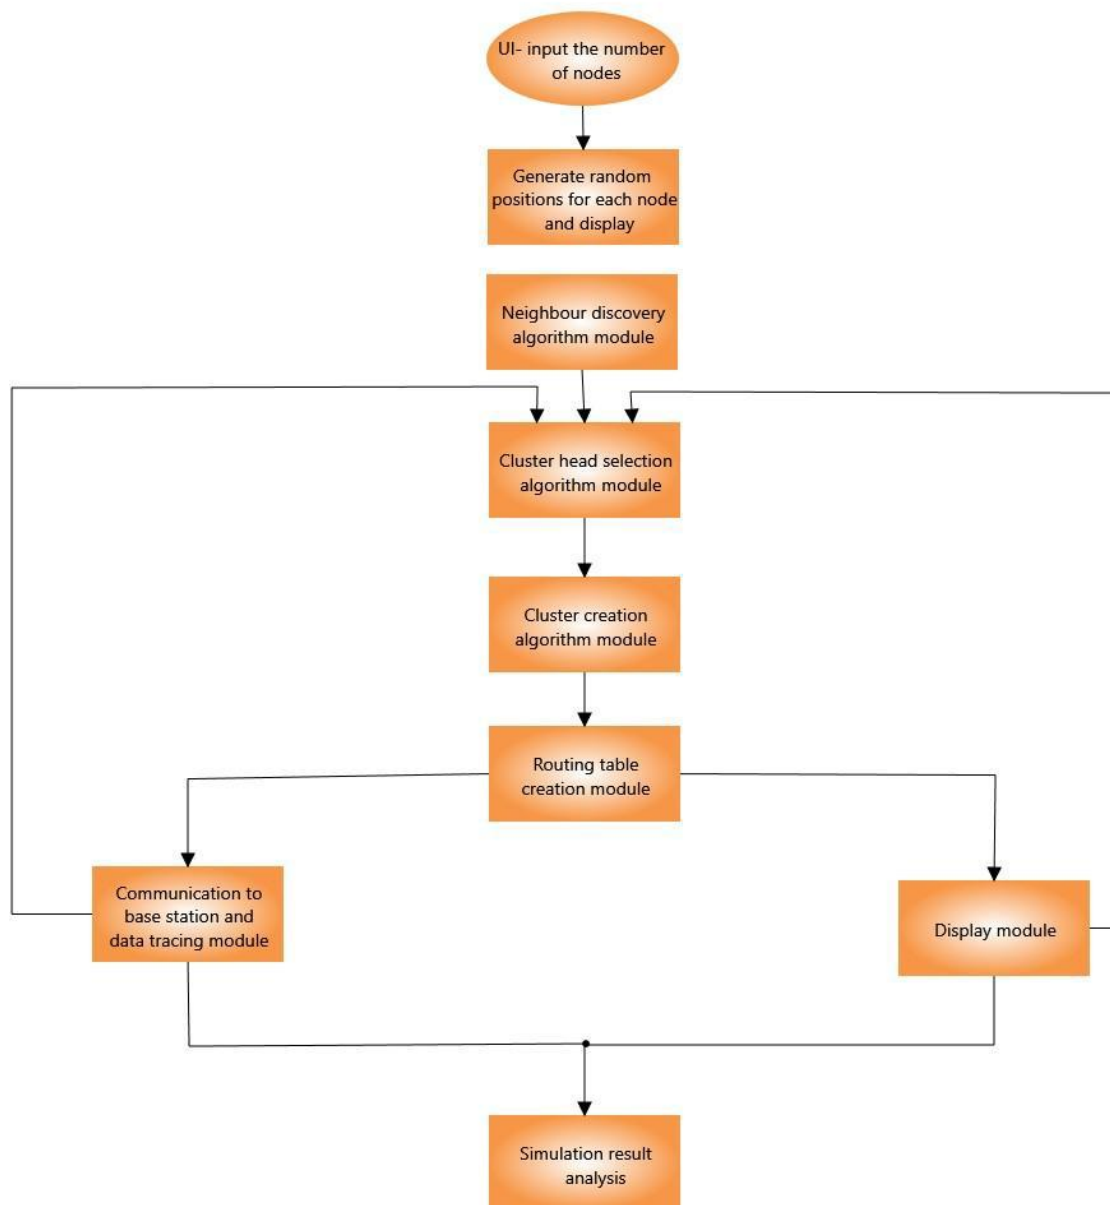 UI- input the number
of nodes
Generate random
positions for each node
and display
Neighbour discovery
algorithm module
Cluster head selection
algorithm module
Cluster creation
algorithm module
Routing table
creation module
Communication to
base station and
data tracing module
Display module
Simulation result
analysis